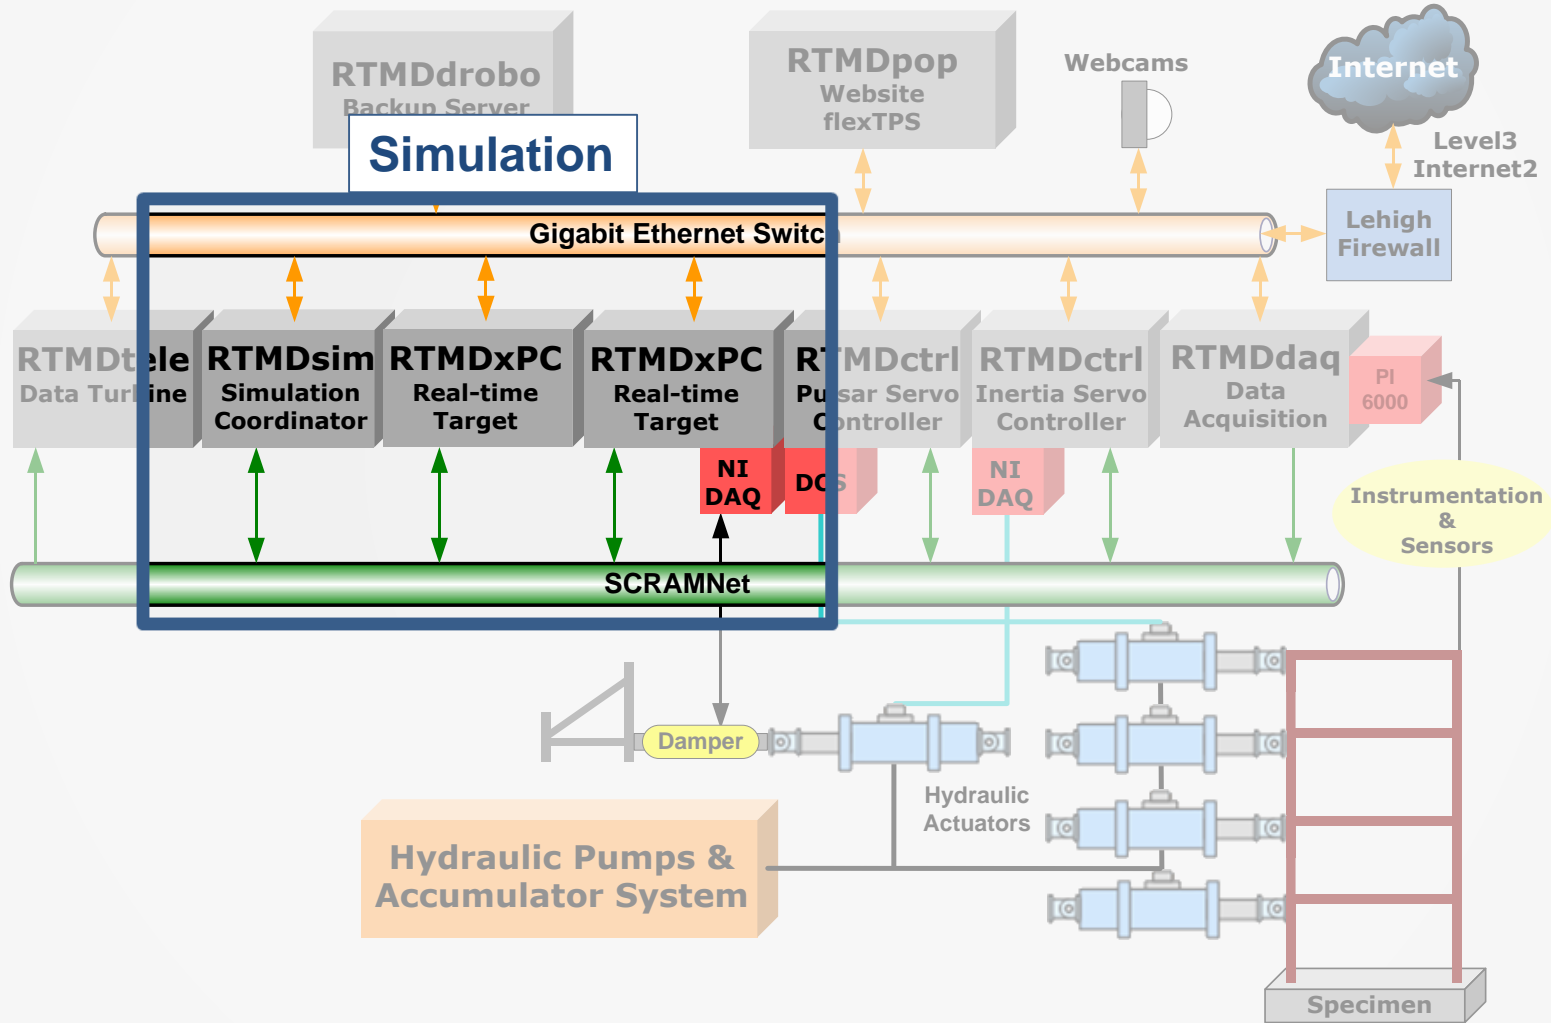 RTMDdrobo
Backup Server
RTMDpop
Website
flexTPS
Webcams
Internet
Level3
Internet2
Simulation
Gigabit Ethernet Switch
Lehigh
Firewall
RTMDtele
Data Turbine
RTMDsim
Simulation
Coordinator
RTMDxPC
Real-time
Target
RTMDxPC
Real-time
Target
RTMDctrl
Pulsar Servo
Controller
RTMDctrl
Inertia Servo
Controller
RTMDdaq
Data
Acquisition
PI
6000
NI
DAQ
NI
DAQ
Instrumentation
&
Sensors
SCRAMNet
Damper
Hydraulic
Actuators
Hydraulic Pumps &
Accumulator System
Specimen